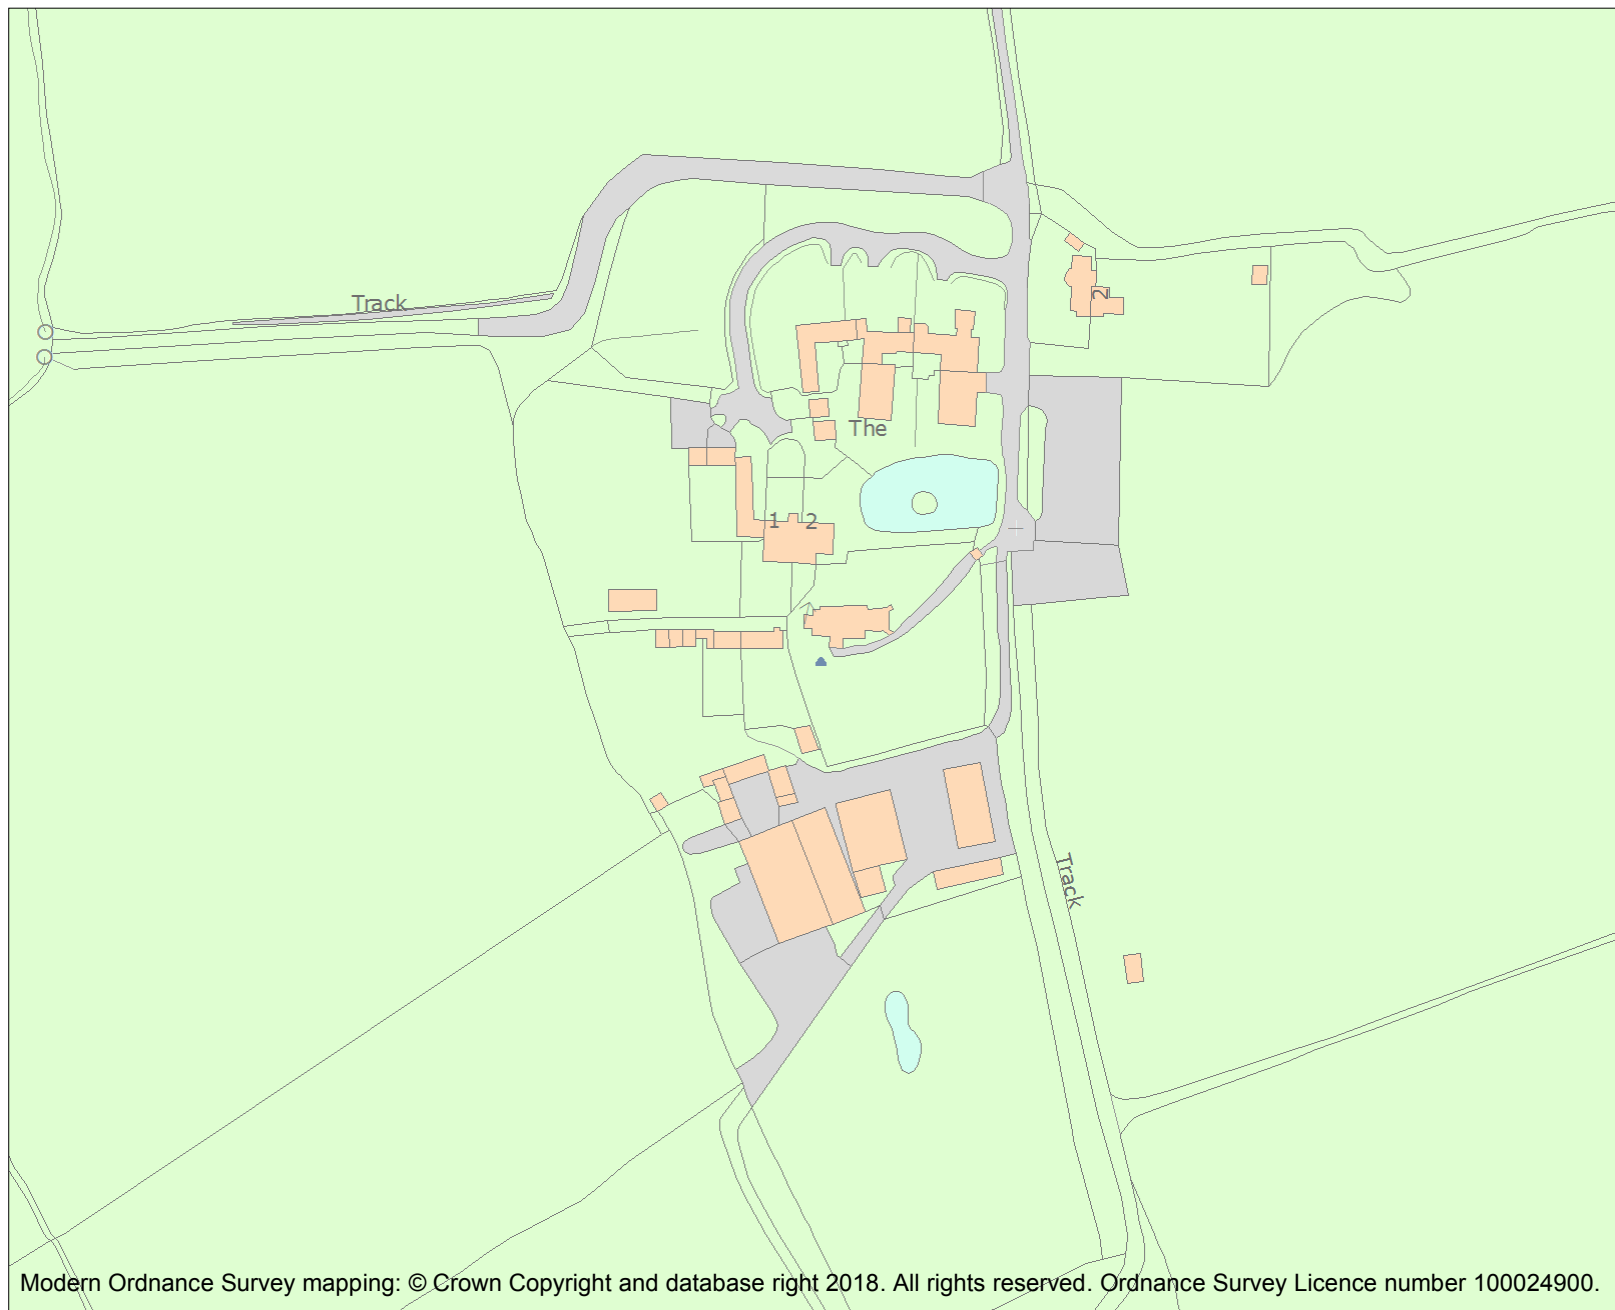 2
Track
The
1 2
Track
Modern Ordnance Survey mapping: © Crown Copyright and database right 2018. All rights reserved. Ordnance Survey Licence number 100024900.